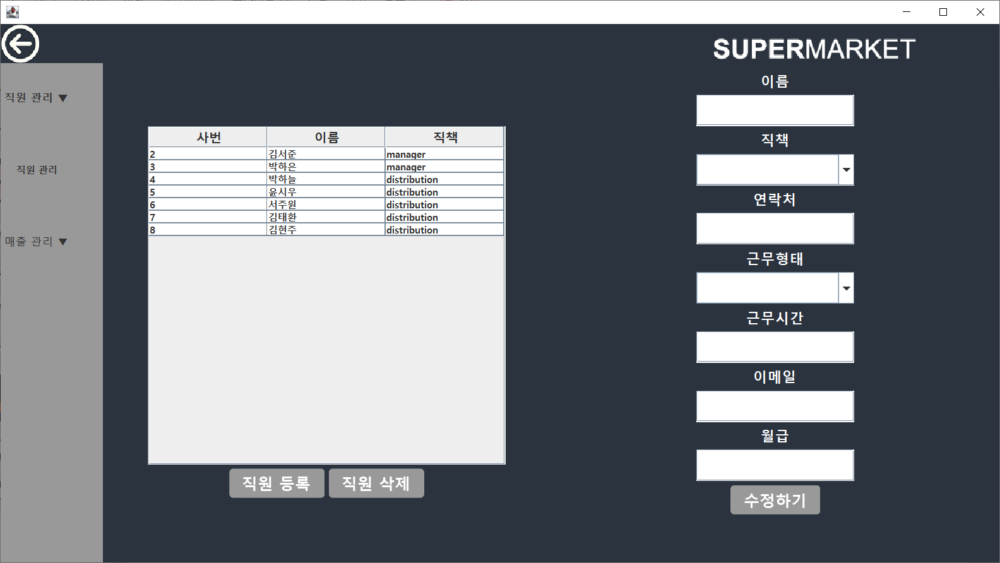 SUPERMARKET
직원 관리 ▼
직원 관리
매출 관리 ▼
사번 이름 직책
2 김서준 manager
3 박하은 manager
4 박하늘 distribution
5 윤시우 distribution
6 서주원 distribution
7 김태환 distribution
8 김현주 distribution
직원 등록 직원 삭제
이름
직책
연락처
근무형태
근무시간
이메일
월급
수정하기